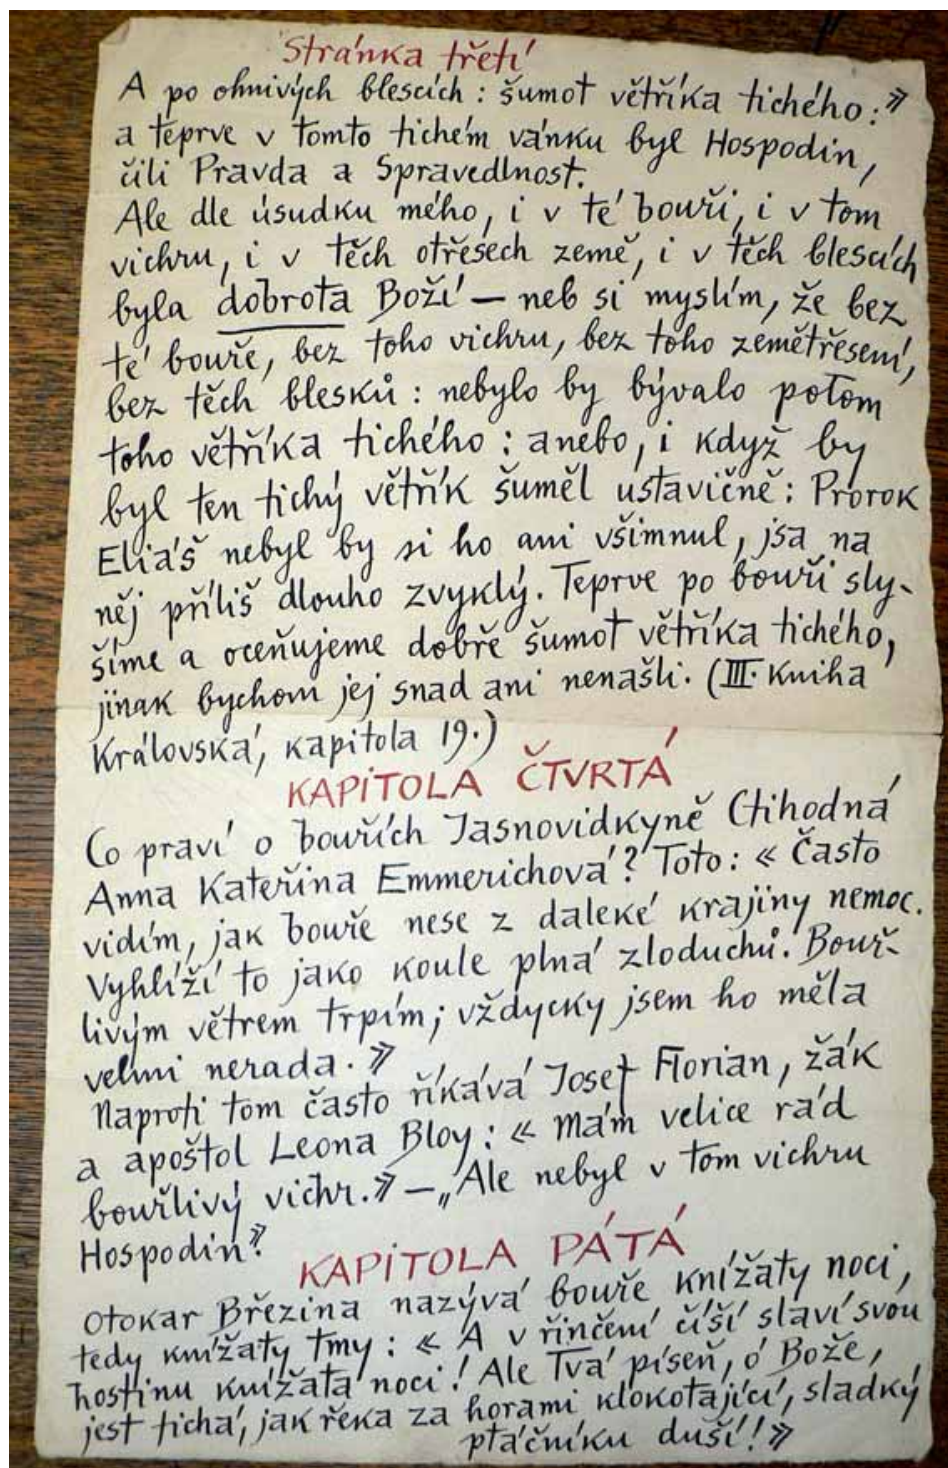 Stránka třetí
A po ohnivých blescích : šumot větříka tichého : »
a teprve v tomto tichém vánku byl Hospodin,
čili Pravda a Spravedlnost.
Ale dle úsudku mého, i v té bouři, i v tom
vichru, i v těch otřesech země, i v těch blescích
byla dobrota Boží — neb si myslím, že bez
té bouře, bez toho vichru, bez toho zemětřesení,
bez těch blesků : nebylo by bývalo potom
toho větříka tichého : anebo, i když by
byl ten tichý větřík šuměl ustavičně : Prorok
Eliáš nebyl by si ho ani všimnul, jsa na
něj příliš dlouho zvyklý. Teprve po bouři sly-
šíme a oceňujeme dobře šumot větříka tichého,
jinak bychom jej snad ani nenašli. (III. Kniha
Královská, kapitola 19.)
KAPITOLA ČTVRTÁ
Co praví o bouřích Jasnovidkyně Ctihodná
Anna Kateřina Emmerichová? Toto : « Často
vidím, jak bouře nese z daleké krajiny nemoc.
Vyhlíží to jako koule plná zloduchů. Bouř-
livým větrem trpím; vždycky jsem ho měla
velmi nerada. »
Naproti tom často říkává Josef Florian, žák
a apoštol Leona Bloy : « Mám velice rád
bouřlivý vichr. » — „Ale nebyl v tom vichru
Hospodin"?
KAPITOLA PÁTÁ
Otokar Březina nazývá bouře knížaty noci,
tedy knížaty tmy : « A v řinčení číší slaví svou
hostinu knížata noci ! Ale Tvá píseň, ó Bože,
jest tichá, jak řeka za horami klokotající, sladký
ptáčníku duší!! »